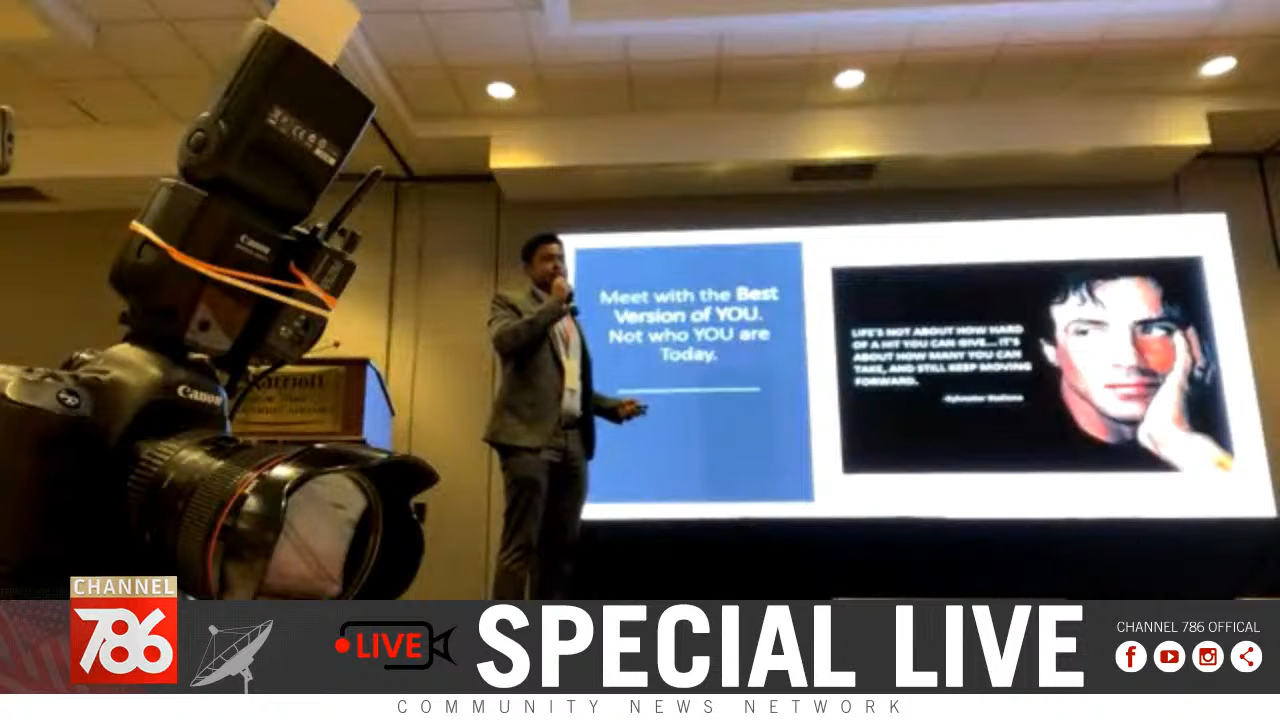 Canon
Canon
Marriott
Meet with the Best
Version of YOU.
Not who YOU are
Today.
LIFE'S NOT ABOUT HOW HARD
OF A HIT YOU CAN GIVE... IT'S
ABOUT HOW MANY YOU CAN
TAKE, AND STILL KEEP MOVING
FORWARD.
-Sylvester Stallone
CHANNEL
786
LIVE
SPECIAL LIVE
CHANNEL 786 OFFICAL
COMMUNITY NEWS NETWORK